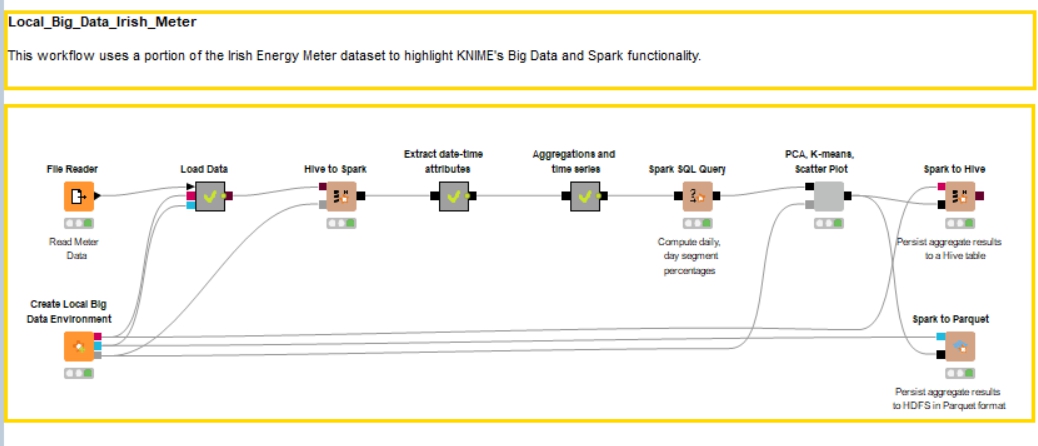 Local_Big_Data_Irish_Meter
This workflow uses a portion of the Irish Energy Meter dataset to highlight KNIME's Big Data and Spark functionality.
File Reader
Read Meter
Data
Load Data
Hive to Spark
Extract date-time
attributes
Aggregations and
time series
Spark SQL Query
Compute daily,
day segment
percentages
PCA, K-means,
Scatter Plot
Spark to Hive
Persist aggregate results
to a Hive table
Create Local Big
Data Environment
Spark to Parquet
Persist aggregate results
to HDFS in Parquet format